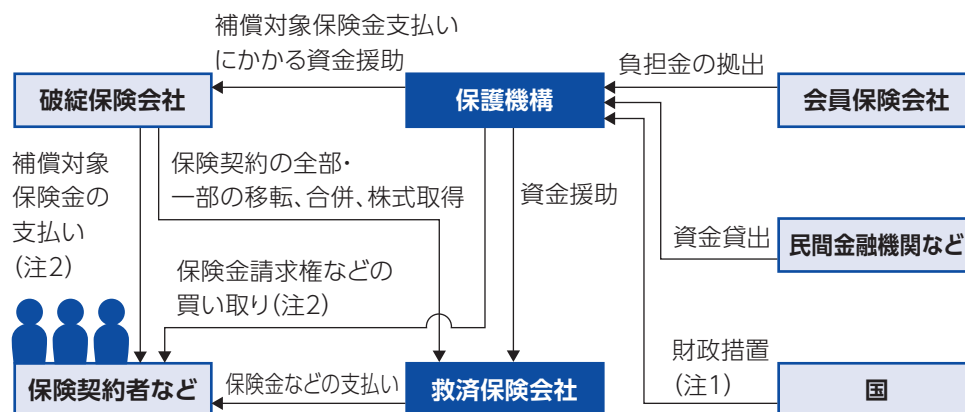 補償対象保険金支払い
にかかる資金援助
負担金の拠出
破綻保険会社
保護機構
会員保険会社
補償対象
保険金の
支払い
(注2)
保険契約の全部・
一部の移転、合併、株式取得
資金援助
資金貸出
民間金融機関など
保険金請求権などの
買い取り(注2)
財政措置
(注1)
保険契約者など
保険金などの支払い
救済保険会社
国